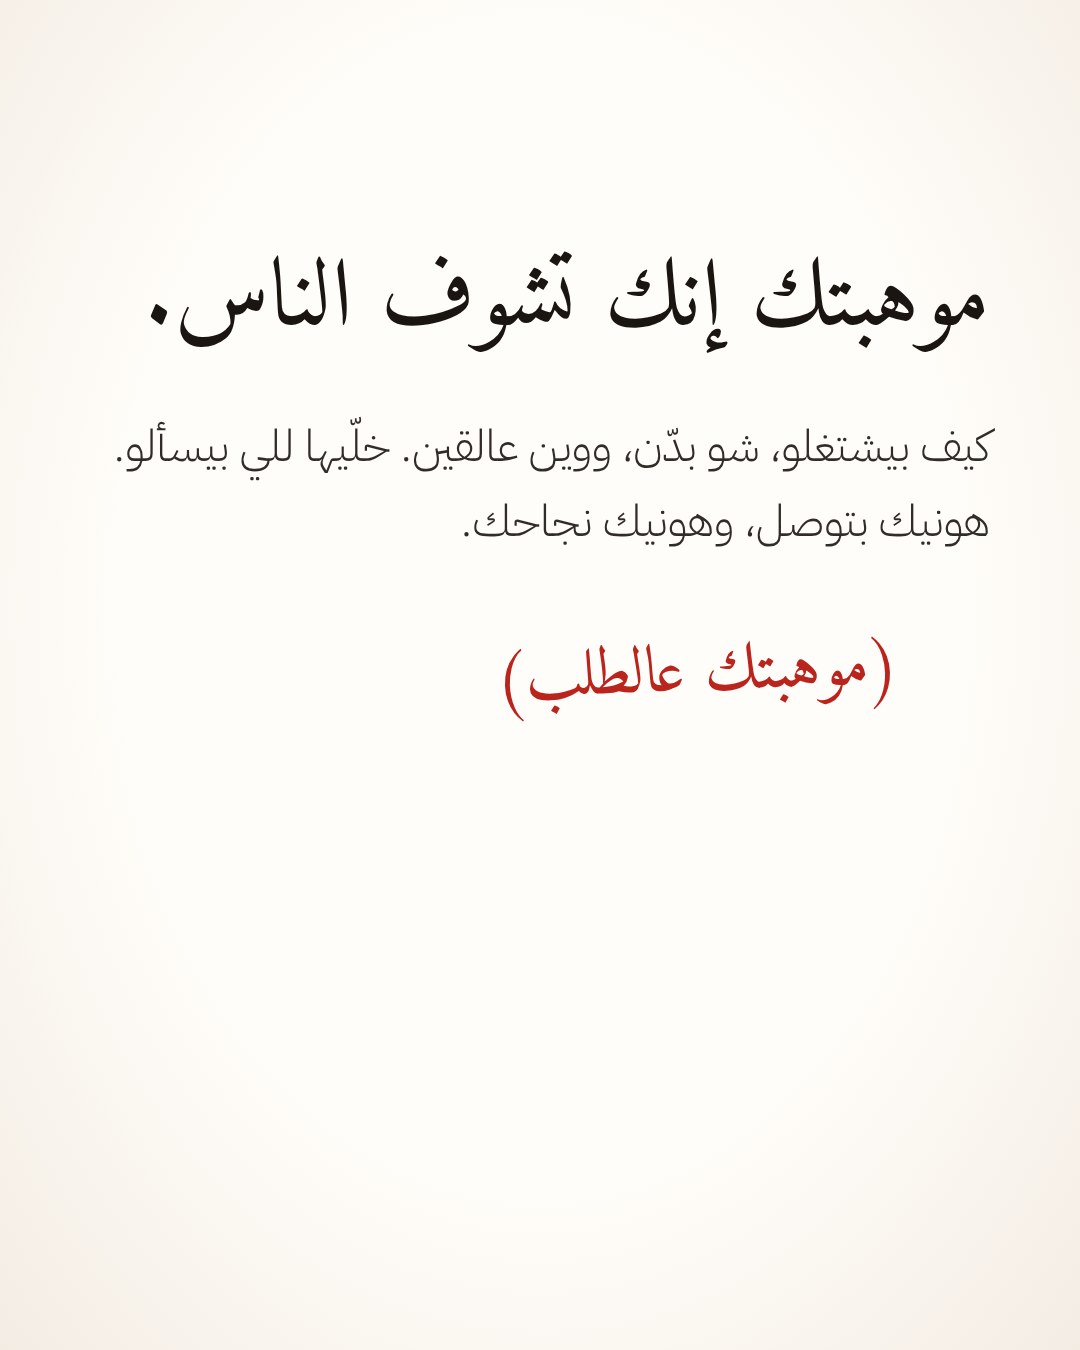 موهبتك إنك تشوف الناس.
كيف بيشتغلو، شو بدّن، ووين عالقين. خلّيها للي بيسألو.
هونيك بتوصل، وهونيك نجاحك.
(موهبتك عالطلب)